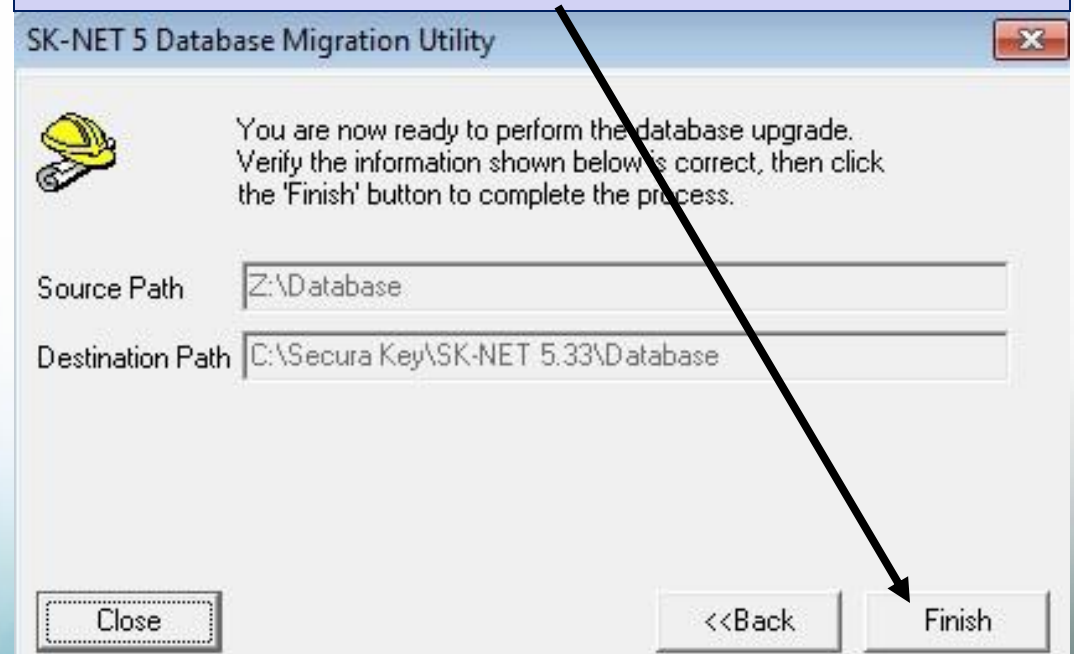 SK-NET 5 Database Migration Utility
You are now ready to perform the database upgrade.
Verify the information shown below is correct, then click
the 'Finish' button to complete the process.
Source Path Z:\Database
Destination Path C:\Secura Key\SK-NET 5.33\Database
Close <<Back Finish